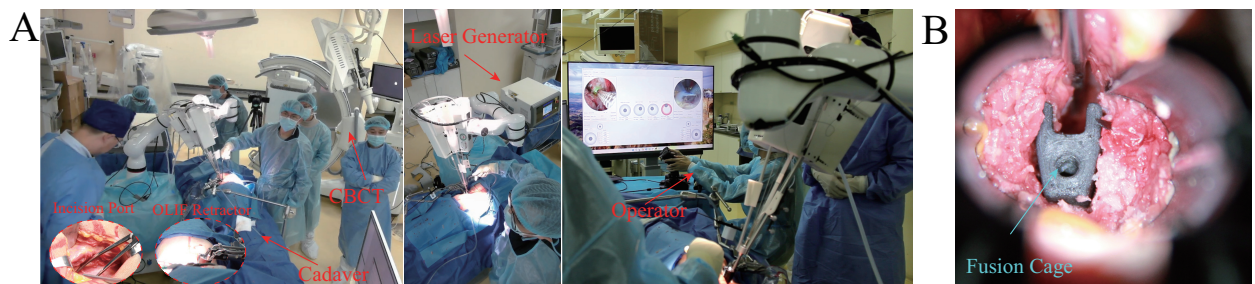 A
Laser Generator
CBCT
Incision Port
OLIF Retractor
Cadaver
Operator
B
Fusion Cage